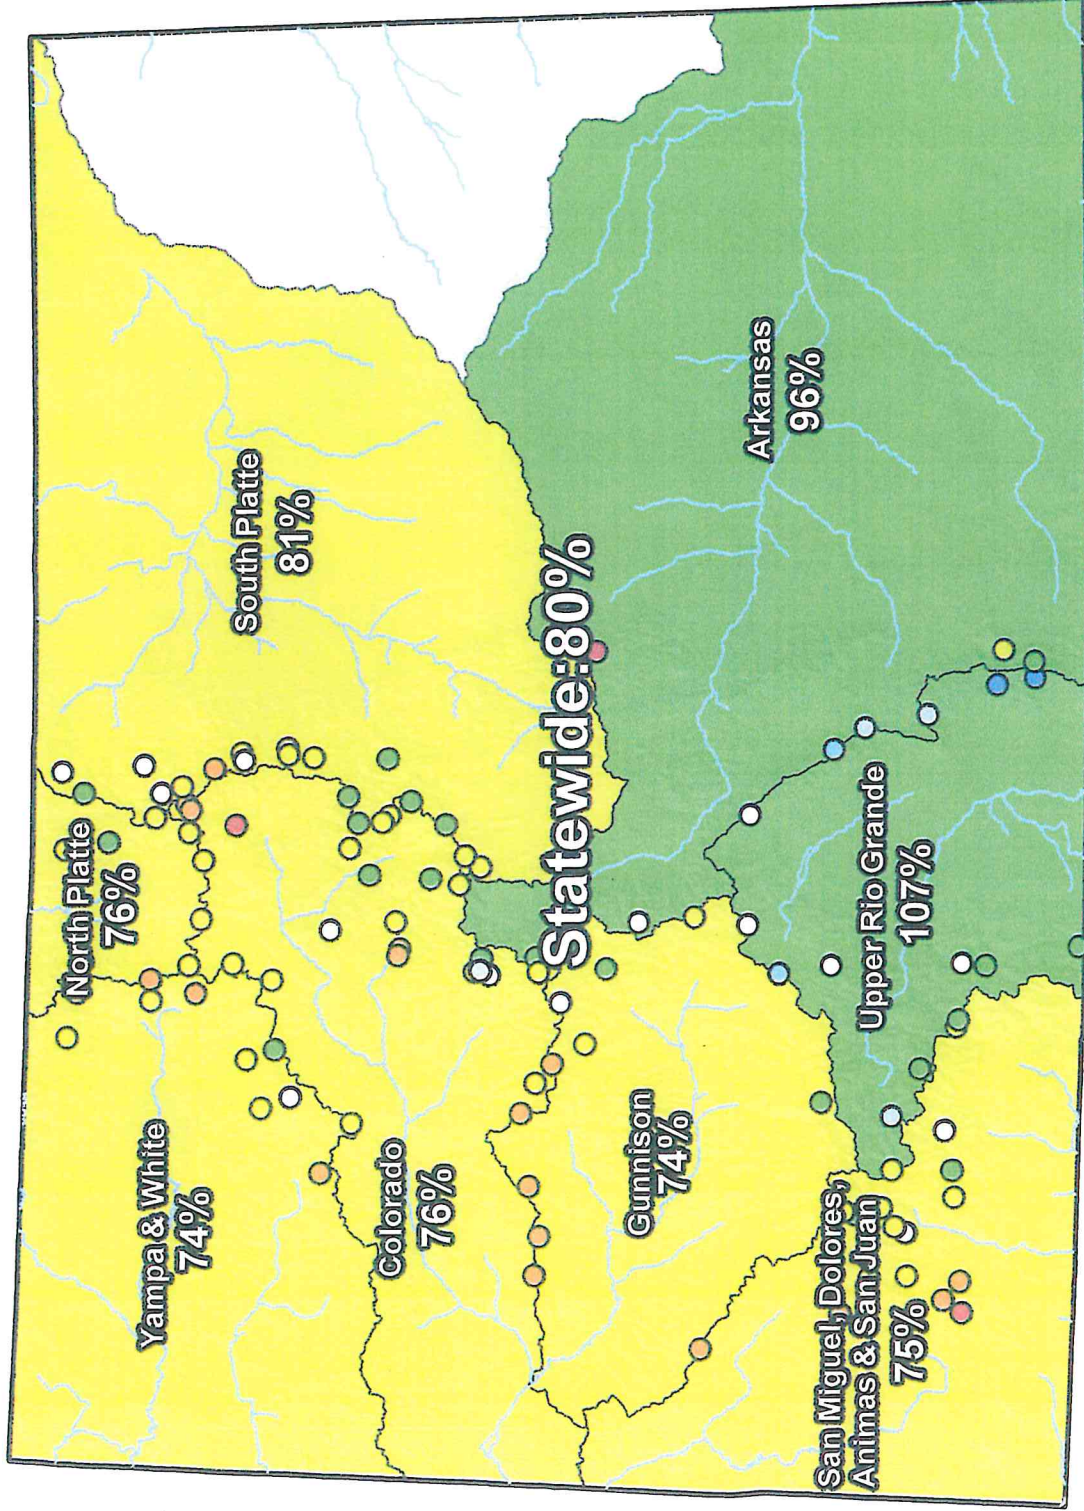 North Platte
76%
Yampa & White
74%
South Platte
81%
Colorado
76%
Statewide:80%
Gunnison
74%
Arkansas
96%
San Miguel, Dolores,
Animas & San Juan
75%
Upper Rio Grande
107%